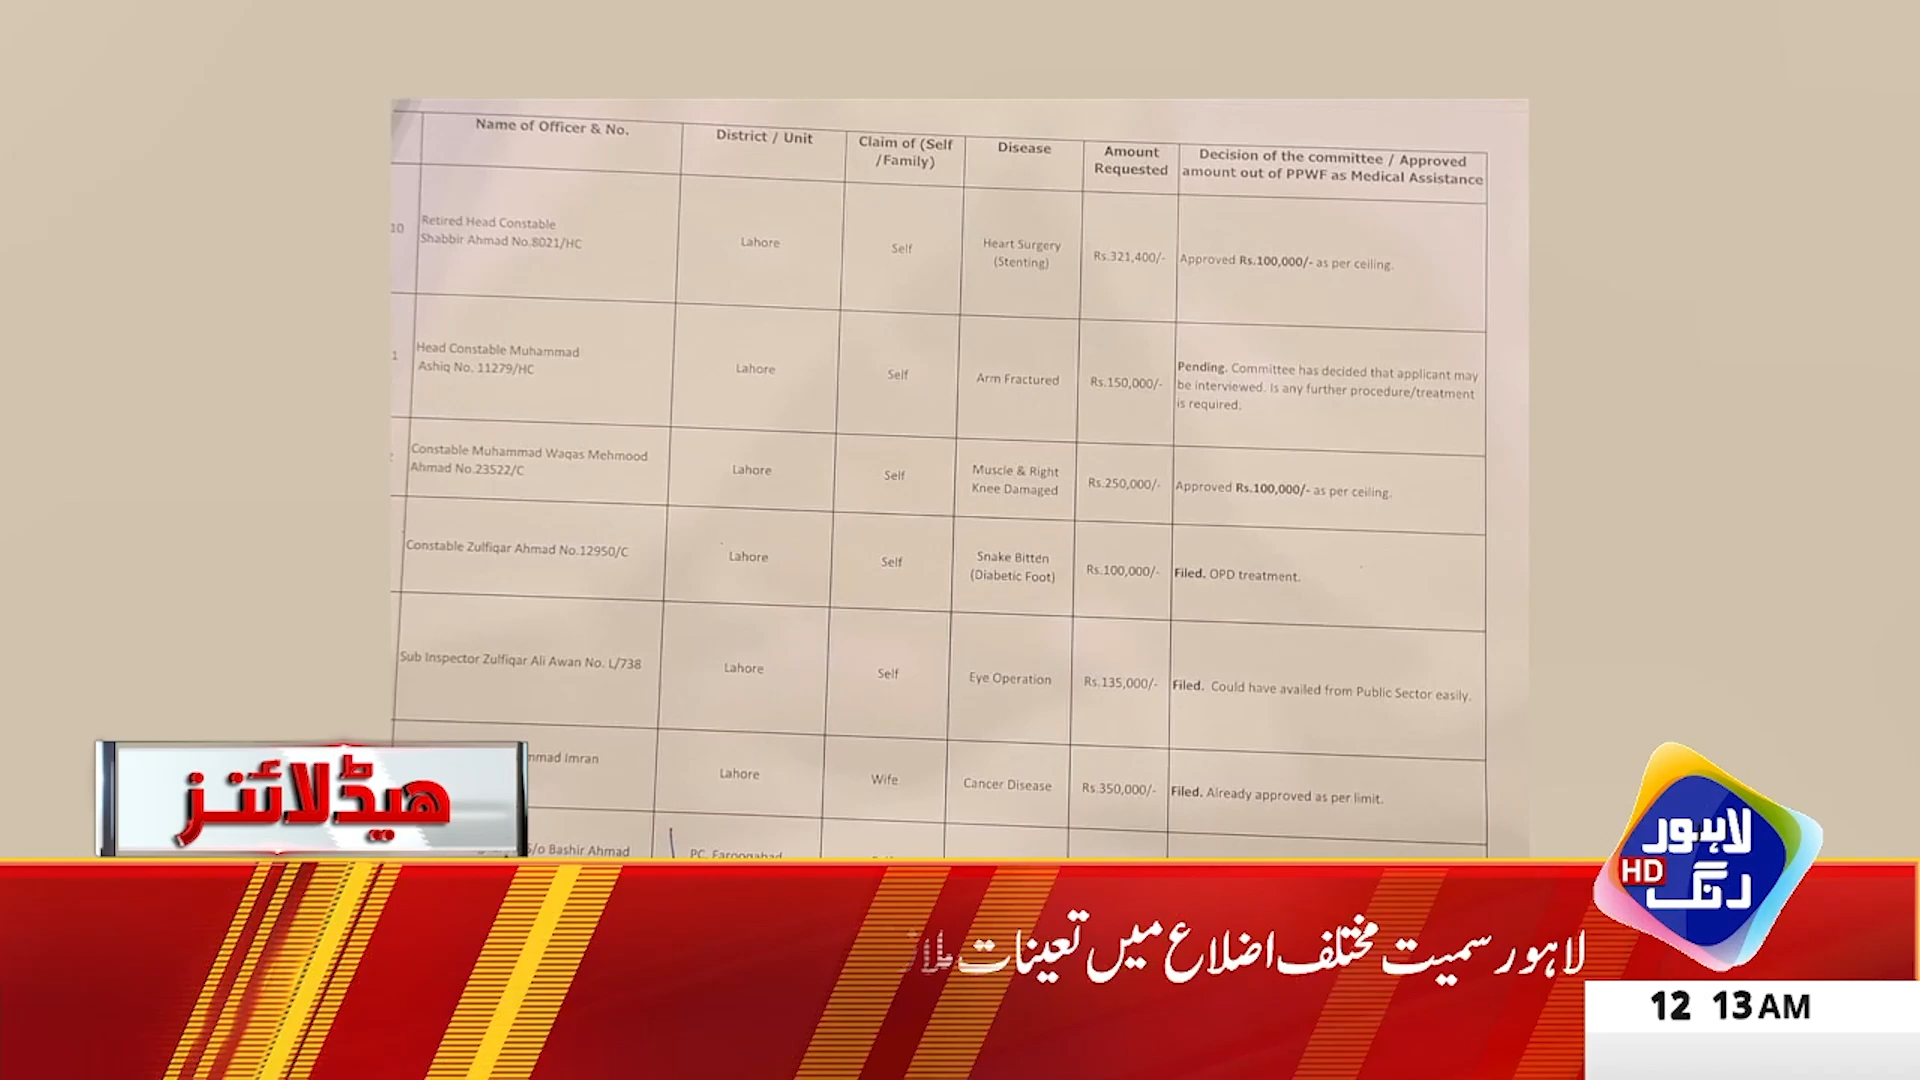 Name of Officer & No.
District / Unit
Claim of (Self
/Family)
Disease
Amount
Requested
Decision of the committee / Approved
amount out of PPWF as Medical Assistance
10
Retired Head Constable
Shabbir Ahmad No.8021/HC
Lahore
Self
Heart Surgery
(Stenting)
Rs.321,400/-
Approved Rs.100,000/- as per ceiling.
1
Head Constable Muhammad
Ashiq No. 11279/HC
Lahore
Self
Arm Fractured
Rs.150,000/-
Pending. Committee has decided that applicant may
be interviewed. Is any further procedure/treatment
is required.
Constable Muhammad Waqas Mehmood
Ahmad No.23522/C
Lahore
Self
Muscle & Right
Knee Damaged
Rs.250,000/-
Approved Rs.100,000/- as per ceiling.
Constable Zulfiqar Ahmad No.12950/C
Lahore
Self
Snake Bitten
(Diabetic Foot)
Rs.100,000/-
Filed. OPD treatment.
Sub Inspector Zulfiqar Ali Awan No. L/738
Lahore
Self
Eye Operation
Rs.135,000/-
Filed. Could have availed from Public Sector easily.
mmad Imran
Lahore
Wife
Cancer Disease
Rs.350,000/-
Filed. Already approved as per limit.
S/o Bashir Ahmad
PC, Farooqabad
ہیڈلائنز
لاہور
HD
رنگ
لاہور سمیت مختلف اضلاع میں تعینات
12 13 AM